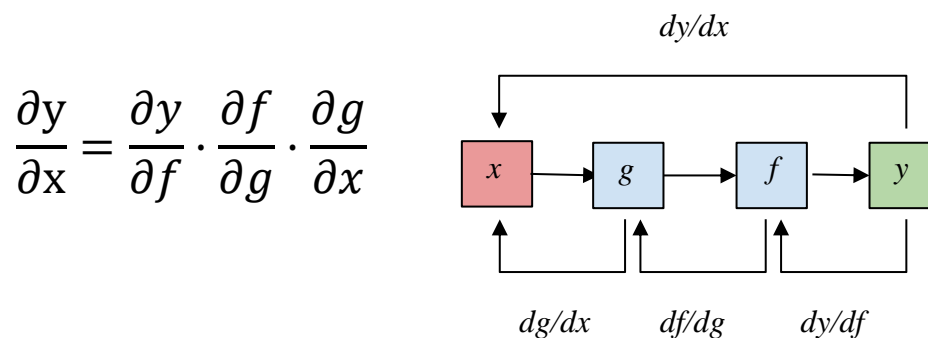 dy/dx
∂y/∂x = ∂y/∂f · ∂f/∂g · ∂g/∂x
x g f y
dg/dx df/dg dy/df